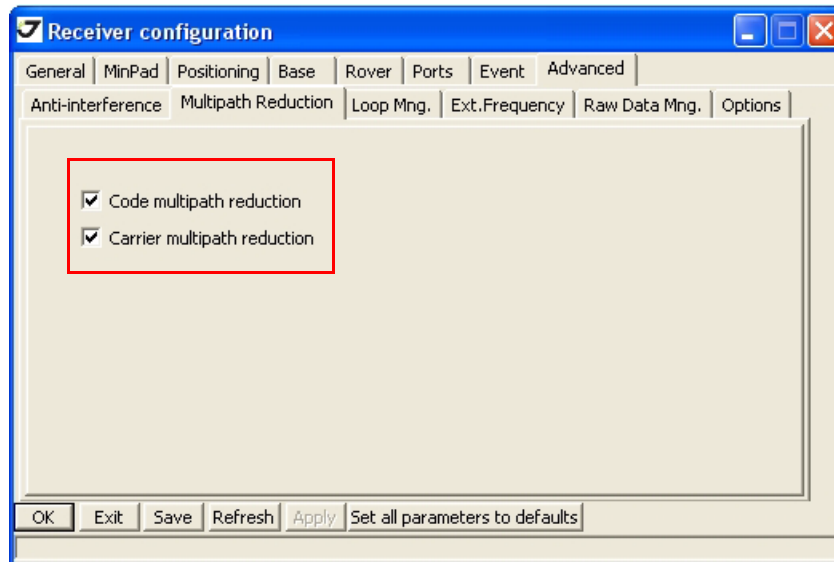 Receiver configuration
General MinPad Positioning Base Rover Ports Event Advanced
Anti-interference Multipath Reduction Loop Mng. Ext.Frequency Raw Data Mng. Options
Code multipath reduction
Carrier multipath reduction
OK Exit Save Refresh Apply Set all parameters to defaults